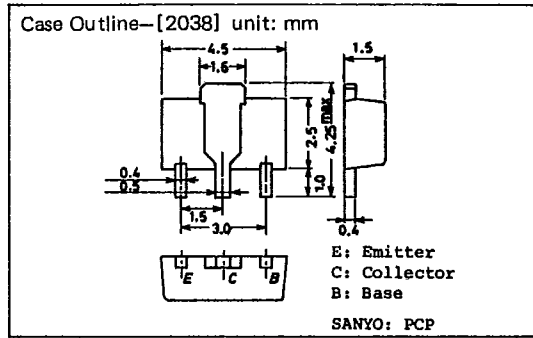 Case Outline–[2038] unit: mm
4.5
1.6
1.5
2.5
4.25max
1.0
0.4
0.5
1.5
3.0
0.4
E C B
E: Emitter
C: Collector
B: Base
SANYO: PCP